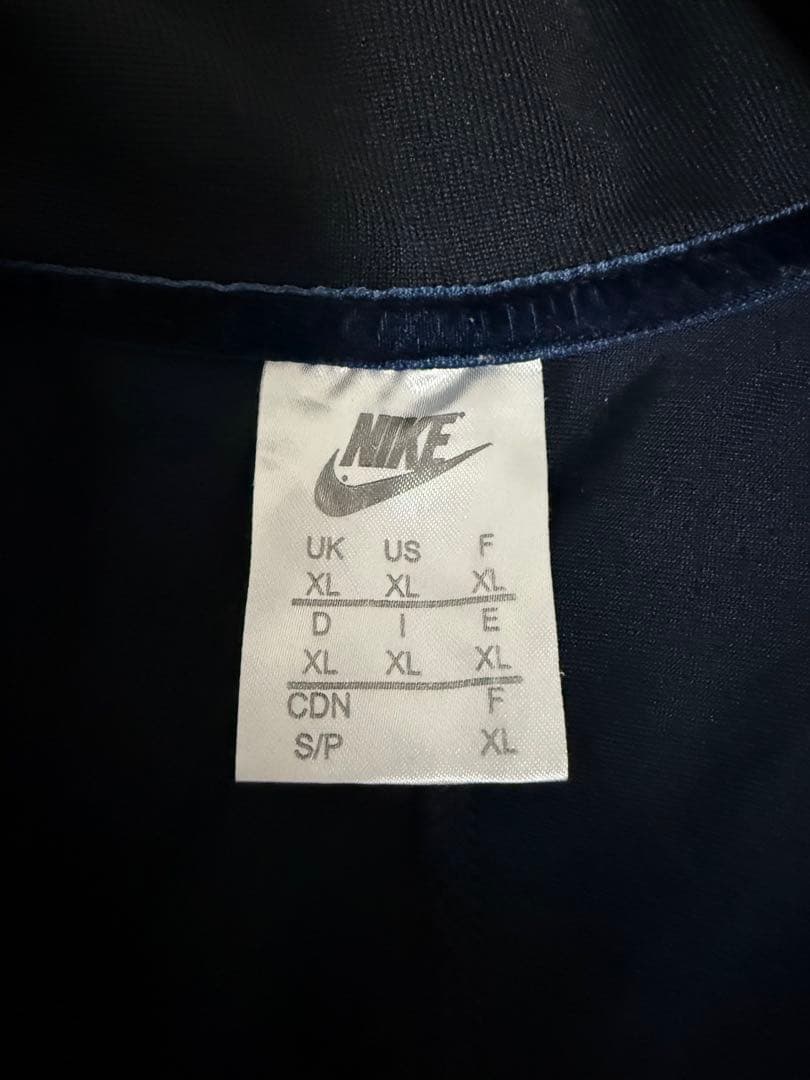 NIKE
UK US F
XL XL XL
D I E
XL XL XL
CDN F
S/P XL